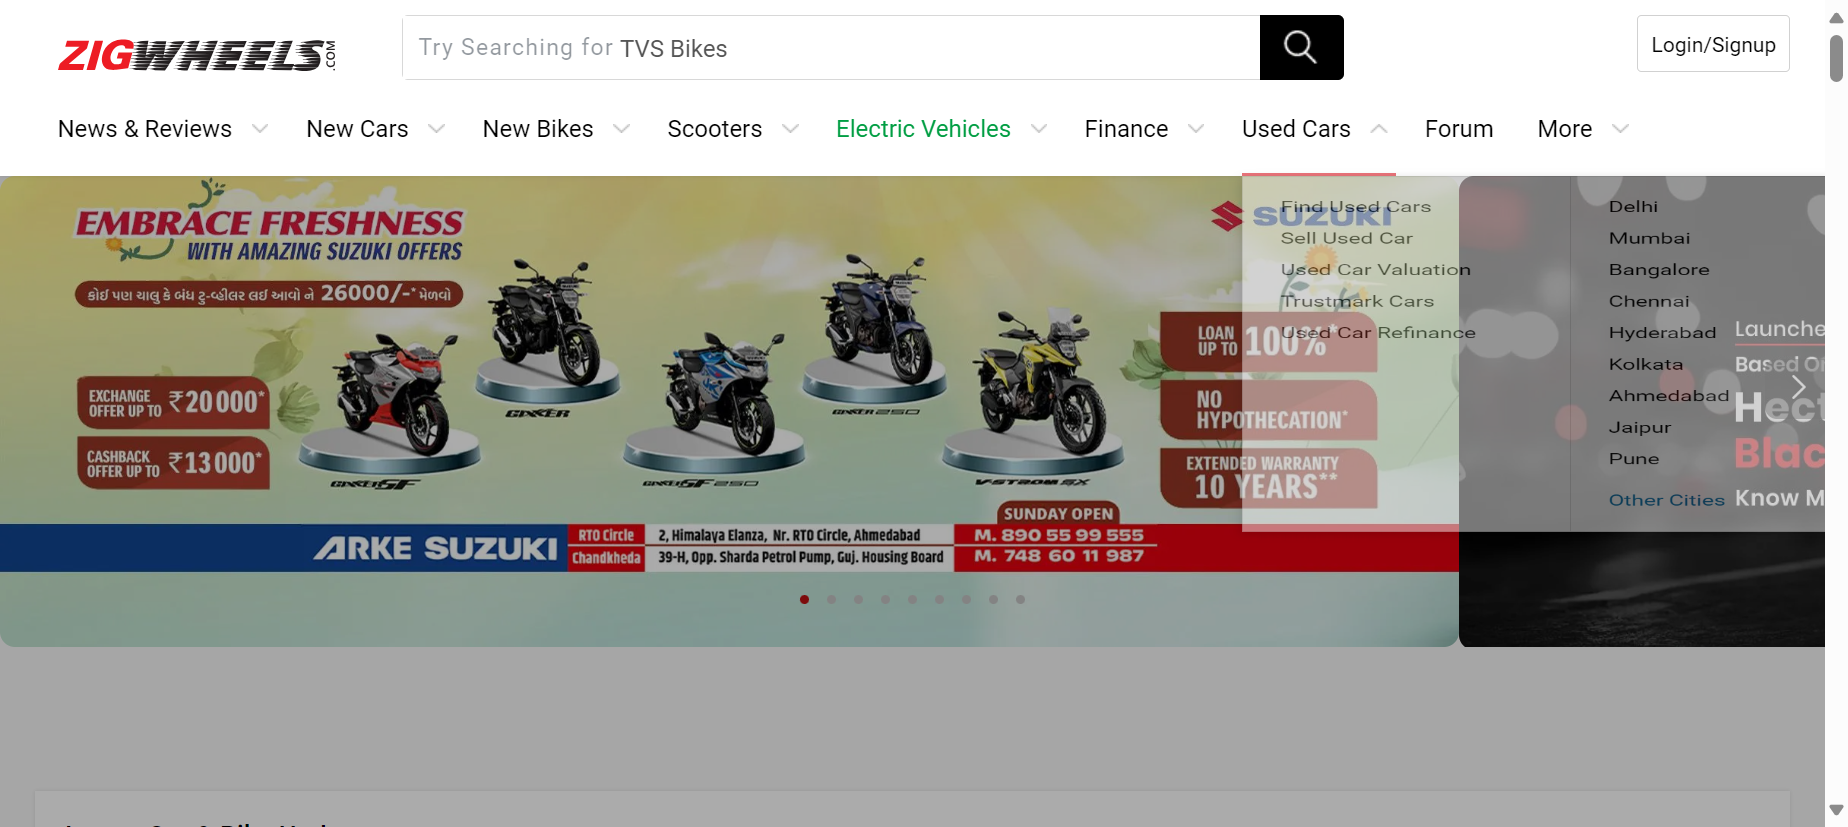 ZIGWHEELS.COM
Try Searching for TVS Bikes
Login/Signup
News & Reviews
New Cars
New Bikes
Scooters
Electric Vehicles
Finance
Used Cars
Forum
More
EMBRACE FRESHNESS
WITH AMAZING SUZUKI OFFERS
કોઈ પણ ચાલુ કે બંધ ટુ-વ્હીલર લઈ આવો ને 26000/-* મેળવો
EXCHANGE
OFFER UP TO ₹20000*
CASHBACK
OFFER UP TO ₹13000*
GIXXER SF
GIXXER
GIXXER SF 250
GIXXER 250
V-STROM SX
SUZUKI
LOAN
UP TO 100%*
NO
HYPOTHECATION*
EXTENDED WARRANTY
10 YEARS**
SUNDAY OPEN
ARKE SUZUKI
RTO Circle
2, Himalaya Elanza, Nr. RTO Circle, Ahmedabad
M. 890 55 99 555
Chandkheda
39-H, Opp. Sharda Petrol Pump, Guj. Housing Board
M. 748 60 11 987
Find Used Cars
Sell Used Car
Used Car Valuation
Trustmark Cars
Used Car Refinance
Delhi
Mumbai
Bangalore
Chennai
Hyderabad
Kolkata
Ahmedabad
Jaipur
Pune
Other Cities
Launche
Based O
Hect
Blac
Know M